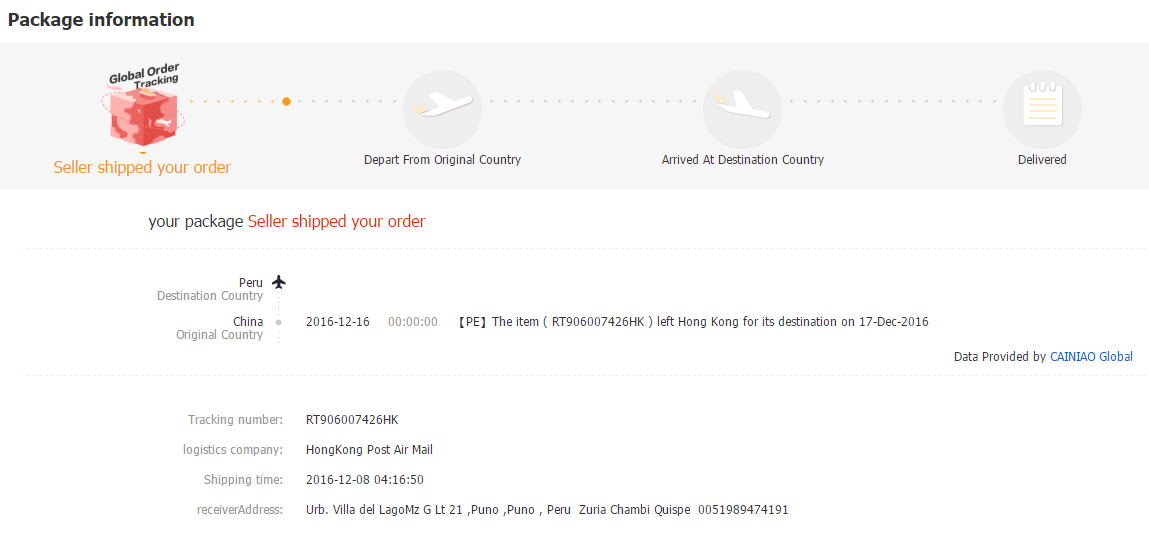 Package information
Global Order
Tracking
Seller shipped your order
Depart From Original Country
Arrived At Destination Country
Delivered
your package Seller shipped your order
Peru
Destination Country
China
Original Country
2016-12-16 00:00:00 【PE】The item ( RT906007426HK ) left Hong Kong for its destination on 17-Dec-2016
Data Provided by CAINIAO Global
Tracking number: RT906007426HK
logistics company: HongKong Post Air Mail
Shipping time: 2016-12-08 04:16:50
receiverAddress: Urb. Villa del LagoMz G Lt 21 ,Puno ,Puno , Peru Zuria Chambi Quispe 0051989474191